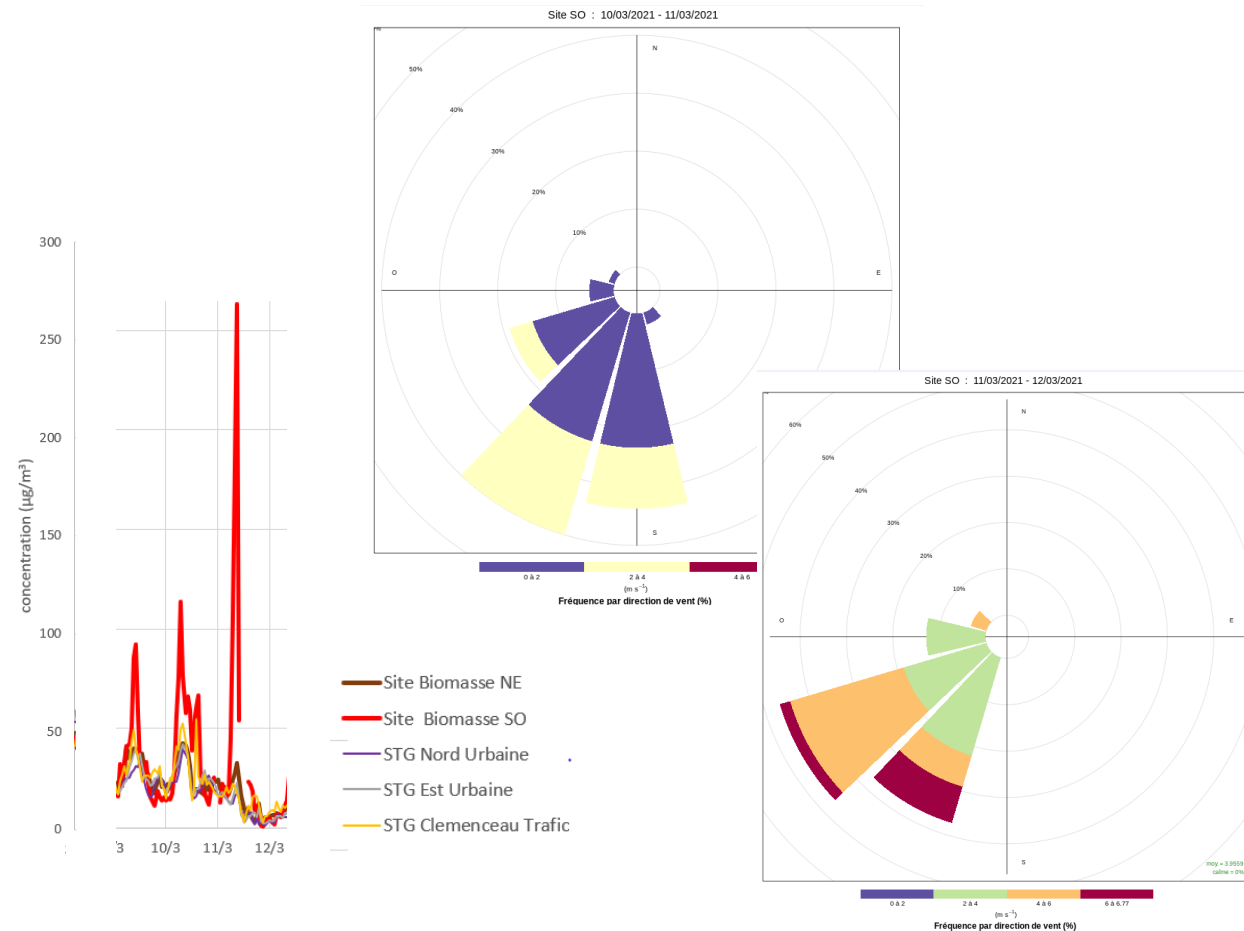 Site SO : 10/03/2021 - 11/03/2021
%
N
50%
40%
30%
20%
10%
O
E
S
0 à 2
2 à 4
4 à 6
(m s⁻¹)
Fréquence par direction de vent (%)
300
250
200
150
100
50
0
concentration (µg/m³)
3
10/3
11/3
12/3
Site Biomasse NE
Site Biomasse SO
STG Nord Urbaine
STG Est Urbaine
STG Clemenceau Trafic
Site SO : 11/03/2021 - 12/03/2021
N
60%
50%
40%
30%
20%
10%
O
E
S
moy. = 3.9559
calme = 0%
0 à 2
2 à 4
4 à 6
6 à 6.77
(m s⁻¹)
Fréquence par direction de vent (%)